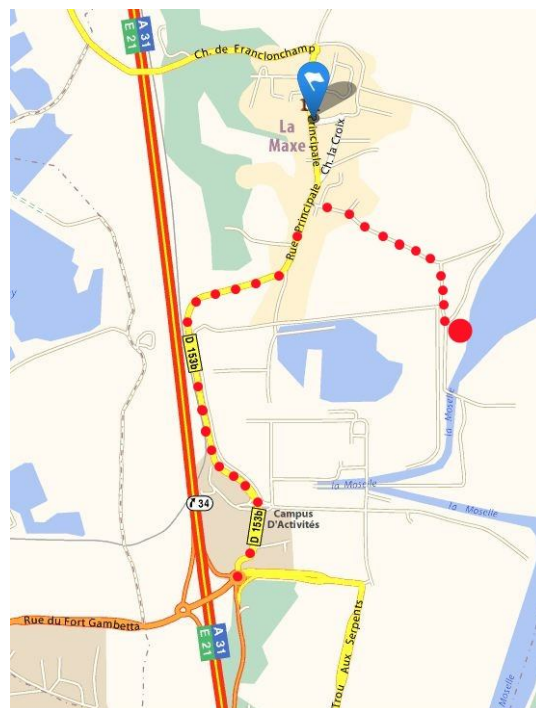 A 31
E 21
Ch. de Franclonchamp
La
Maxe
Principale
Ch. la Croix
Rue Principale
D 153b
la Moselle
la Moselle
la Moselle
34
Campus
D'Activités
D 153b
Rue du Fort Gambetta
A 31
E 21
Trou Aux Serpents